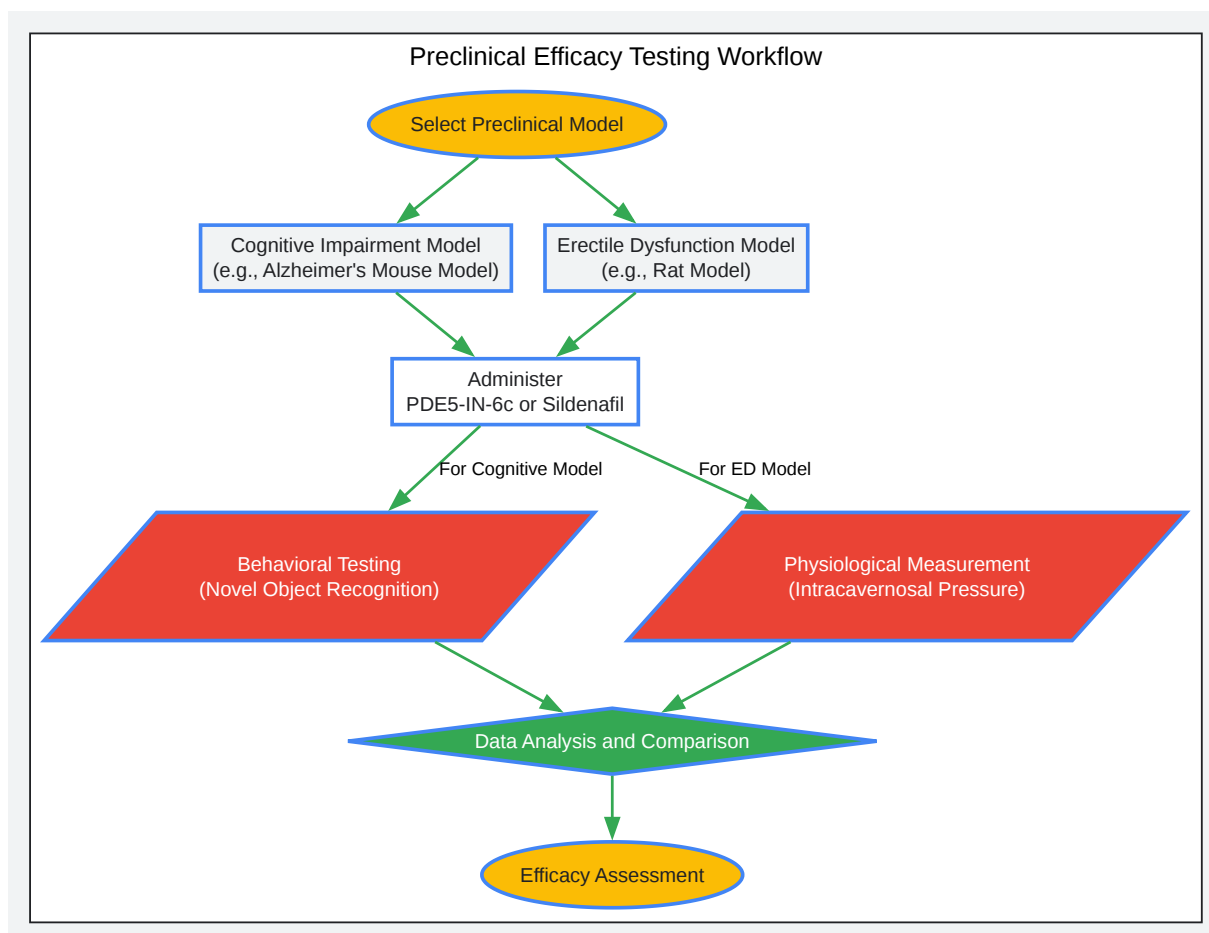 Preclinical Efficacy Testing Workflow
Select Preclinical Model
Cognitive Impairment Model
(e.g., Alzheimer's Mouse Model)
Erectile Dysfunction Model
(e.g., Rat Model)
Administer
PDE5-IN-6c or Sildenafil
For Cognitive Model
For ED Model
Behavioral Testing
(Novel Object Recognition)
Physiological Measurement
(Intracavernosal Pressure)
Data Analysis and Comparison
Efficacy Assessment